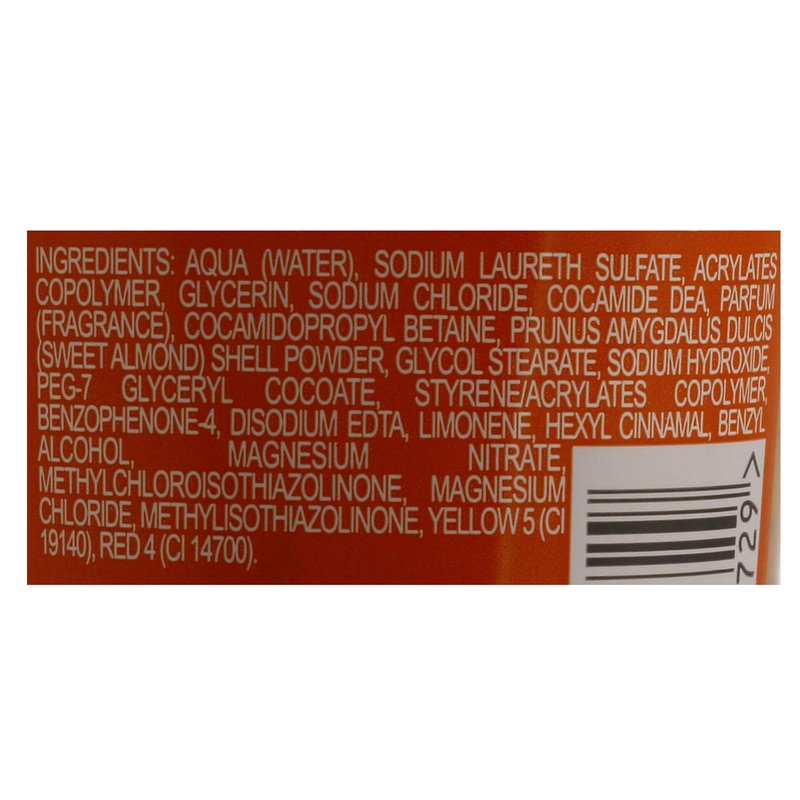 INGREDIENTS: AQUA (WATER), SODIUM LAURETH SULFATE, ACRYLATES
COPOLYMER, GLYCERIN, SODIUM CHLORIDE, COCAMIDE DEA, PARFUM
(FRAGRANCE), COCAMIDOPROPYL BETAINE, PRUNUS AMYGDALUS DULCIS
(SWEET ALMOND) SHELL POWDER, GLYCOL STEARATE, SODIUM HYDROXIDE,
PEG-7 GLYCERYL COCOATE, STYRENE/ACRYLATES COPOLYMER,
BENZOPHENONE-4, DISODIUM EDTA, LIMONENE, HEXYL CINNAMAL, BENZYL
ALCOHOL, MAGNESIUM NITRATE,
METHYLCHLOROISOTHIAZOLINONE, MAGNESIUM
CHLORIDE, METHYLISOTHIAZOLINONE, YELLOW 5 (CI
19140), RED 4 (CI 14700).
729 >